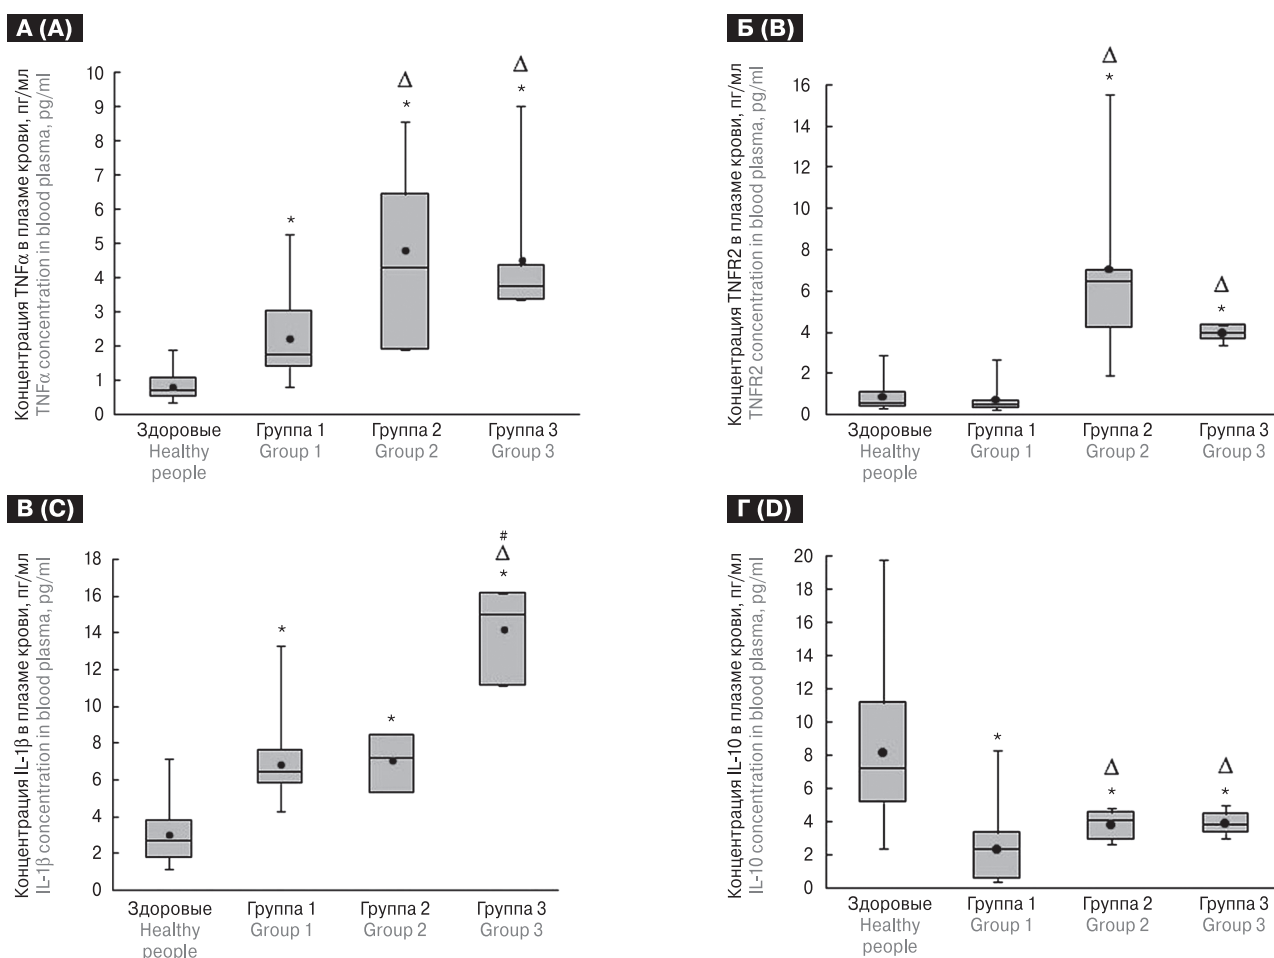 А (A)
Концентрация TNFα в плазме крови, пг/мл
TNFα concentration in blood plasma, pg/ml
10
9
8
7
6
5
4
3
2
1
0
*
Δ
*
Δ
*
Здоровые
Healthy
people
Группа 1
Group 1
Группа 2
Group 2
Группа 3
Group 3
Б (B)
Концентрация TNFR2 в плазме крови, пг/мл
TNFR2 concentration in blood plasma, pg/ml
16
14
12
10
8
6
4
2
0
Δ
*
Δ
*
Здоровые
Healthy
people
Группа 1
Group 1
Группа 2
Group 2
Группа 3
Group 3
В (C)
Концентрация IL-1β в плазме крови, пг/мл
IL-1β concentration in blood plasma, pg/ml
18
16
14
12
10
8
6
4
2
0
*
*
#
Δ
*
Здоровые
Healthy
people
Группа 1
Group 1
Группа 2
Group 2
Группа 3
Group 3
Г (D)
Концентрация IL-10 в плазме крови, пг/мл
IL-10 concentration in blood plasma, pg/ml
20
18
16
14
12
10
8
6
4
2
0
*
Δ
*
Δ
*
Здоровые
Healthy
people
Группа 1
Group 1
Группа 2
Group 2
Группа 3
Group 3